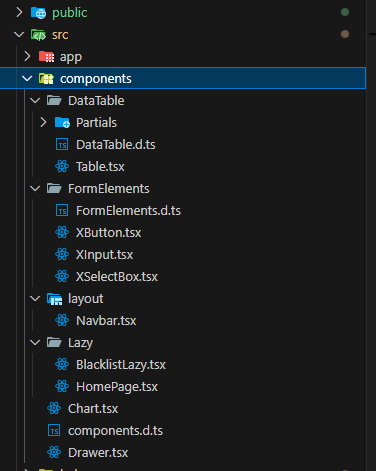 public
src
app
components
DataTable
Partials
DataTable.d.ts
Table.tsx
FormElements
FormElements.d.ts
XButton.tsx
XInput.tsx
XSelectBox.tsx
layout
Navbar.tsx
Lazy
BlacklistLazy.tsx
HomePage.tsx
Chart.tsx
components.d.ts
Drawer.tsx